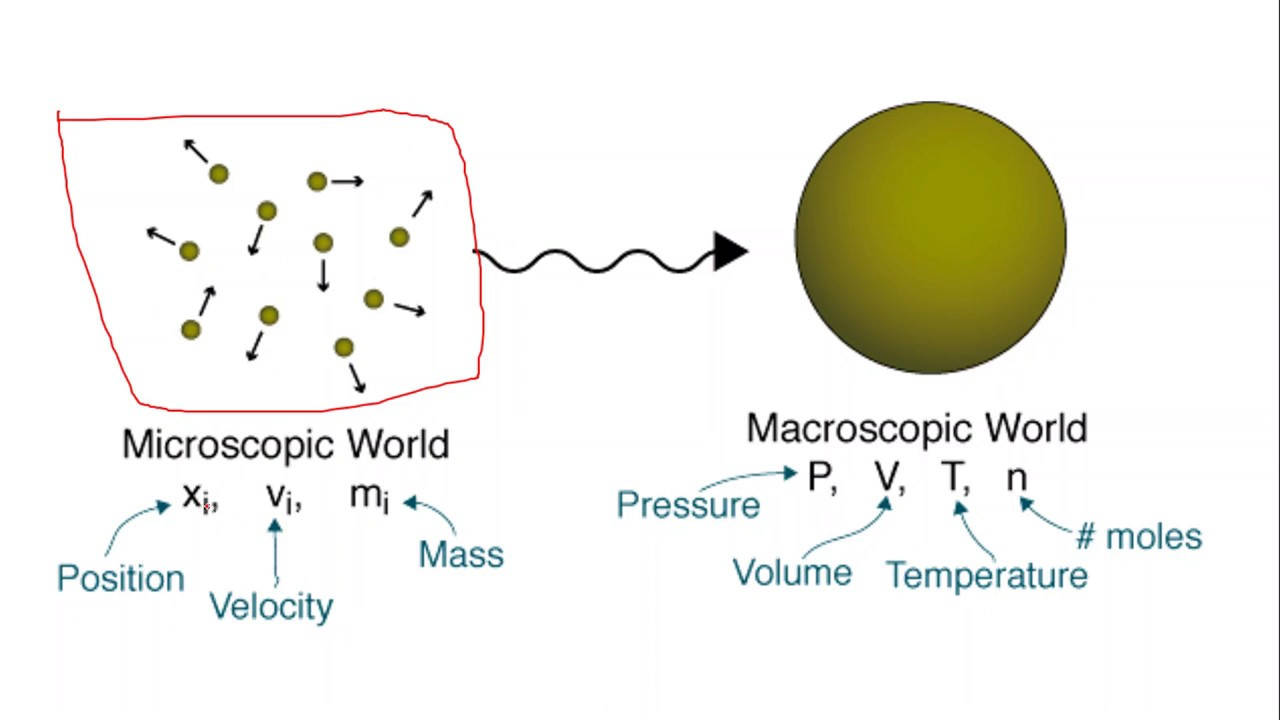 Microscopic World
xi, vi, mi
Position
Velocity
Mass
Macroscopic World
P, V, T, n
Pressure
Volume
Temperature
# moles